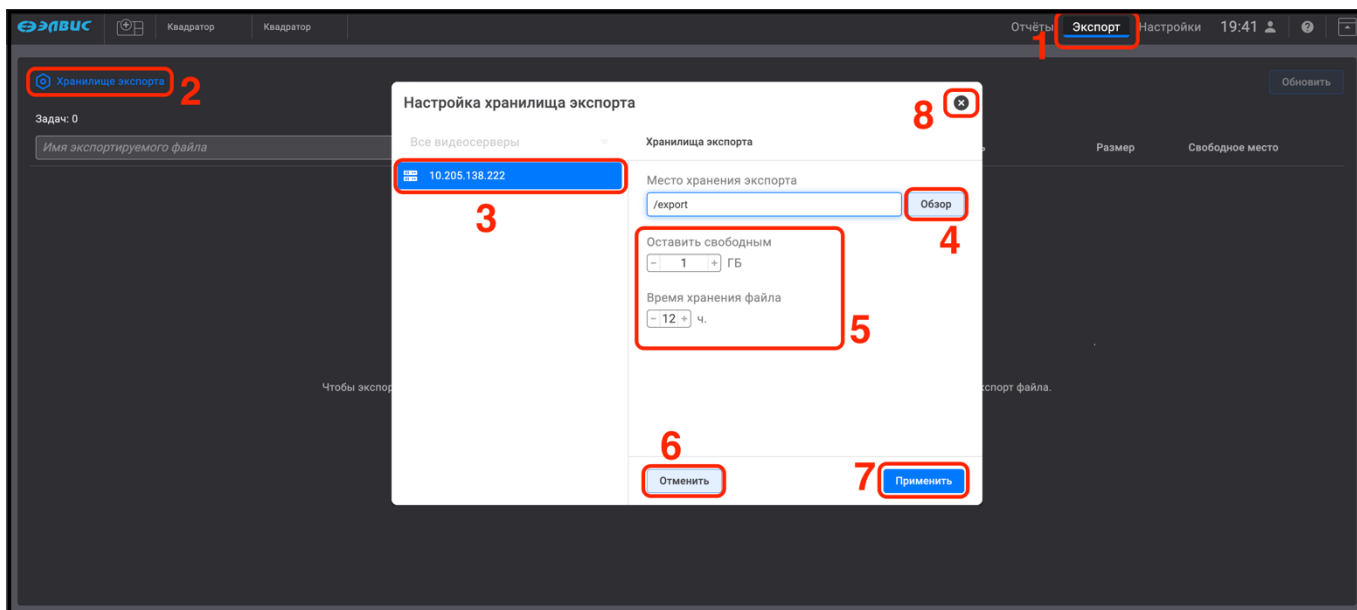 ЭЛВИС Квадратор Квадратор Отчёты Экспорт Настройки 19:41
1
Хранилище экспорта 2 Обновить
Настройка хранилища экспорта 8
Задач: 0
Все видеосерверы Хранилища экспорта
Имя экспортируемого файла Размер Свободное место
10.205.138.222 Место хранения экспорта
/export Обзор
3 4
Оставить свободным
- 1 + ГБ
Время хранения файла
- 12 + ч.
5
Чтобы экспор кспорт файла.
6
Отменить 7 Применить